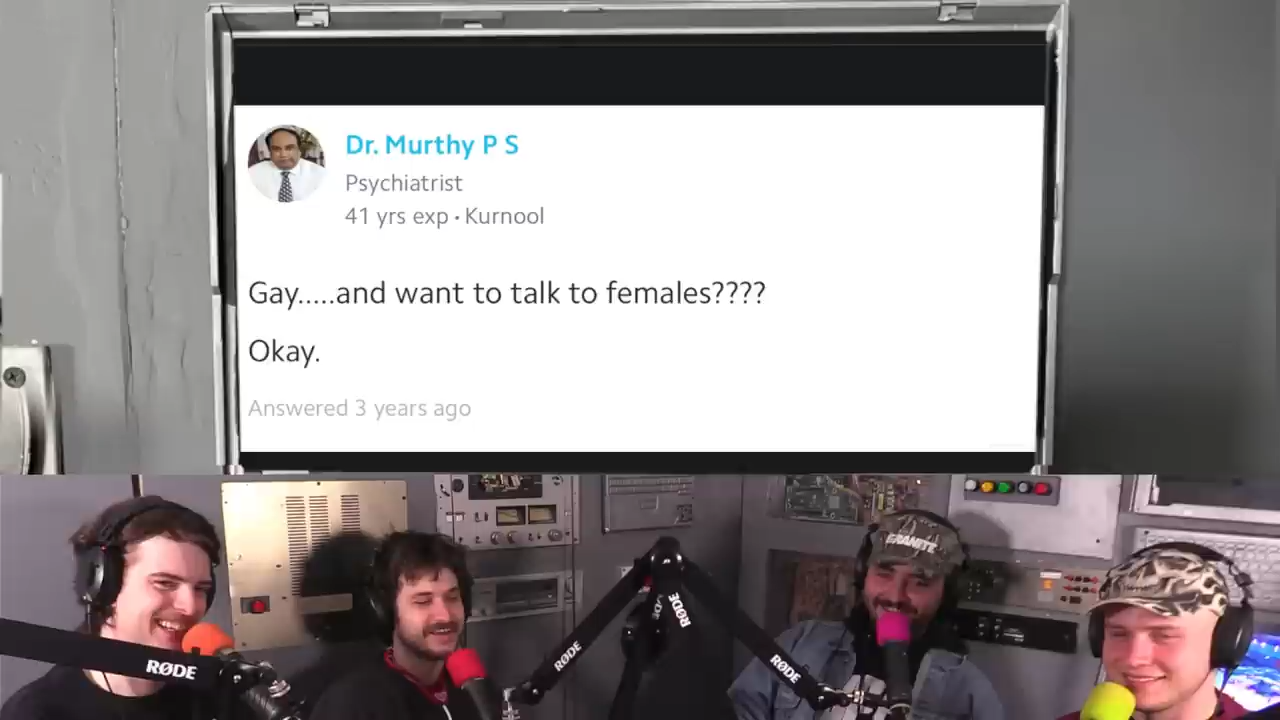 Dr. Murthy P S
Psychiatrist
41 yrs exp • Kurnool
Gay.....and want to talk to females????
Okay.
Answered 3 years ago
GRANITE
RØDE
RØDE
RØDE
RØDE